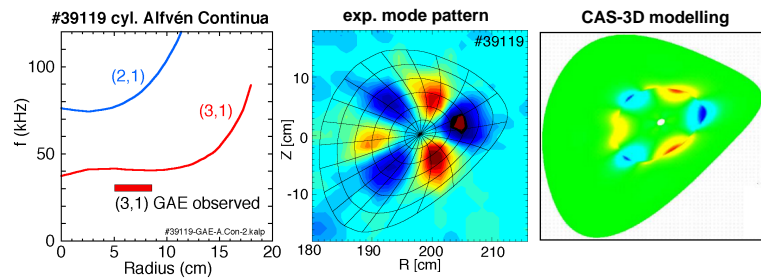 #39119 cyl. Alfvén Continua
exp. mode pattern
CAS-3D modelling
#39119
(2,1)
(3,1)
(3,1) GAE observed
#39119-GAE-A.Con-2.kalp
f (kHz)
100
50
0
0
5
10
15
20
Radius (cm)
Z [cm]
10
0
-10
180
190
200
210
R [cm]